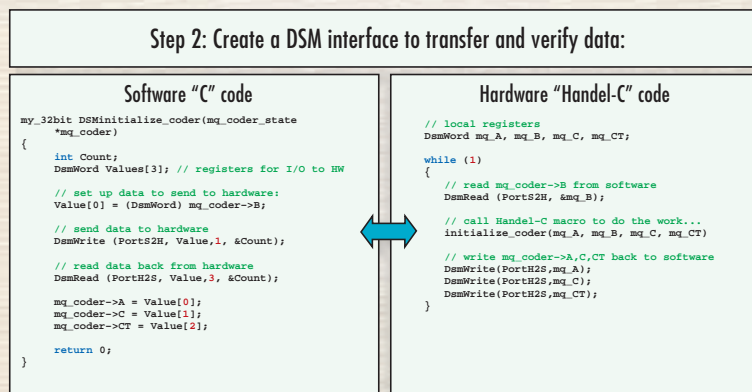 Step 2: Create a DSM interface to transfer and verify data:
Software “C” code
my_32bit DSMinitialize_coder(mq_coder_state
*mq_coder)
{
int Count;
DsmWord Values[3]; // registers for I/O to HW
// set up data to send to hardware:
Value[0] = (DsmWord) mq_coder->B;
// send data to hardware
DsmWrite (PortS2H, Value,1, &Count);
// read data back from hardware
DsmRead (PortH2S, Value,3, &Count);
mq_coder->A = Value[0];
mq_coder->C = Value[1];
mq_coder->CT = Value[2];
return 0;
}
Hardware “Handel-C” code
// local registers
DsmWord mq_A, mq_B, mq_C, mq_CT;
while (1)
{
// read mq_coder->B from software
DsmRead (PortS2H, &mq_B);
// call Handel-C macro to do the work...
initialize_coder(mq_A, mq_B, mq_C, mq_CT)
// write mq_coder->A,C,CT back to software
DsmWrite(PortH2S,mq_A);
DsmWrite(PortH2S,mq_C);
DsmWrite(PortH2S,mq_CT);
}